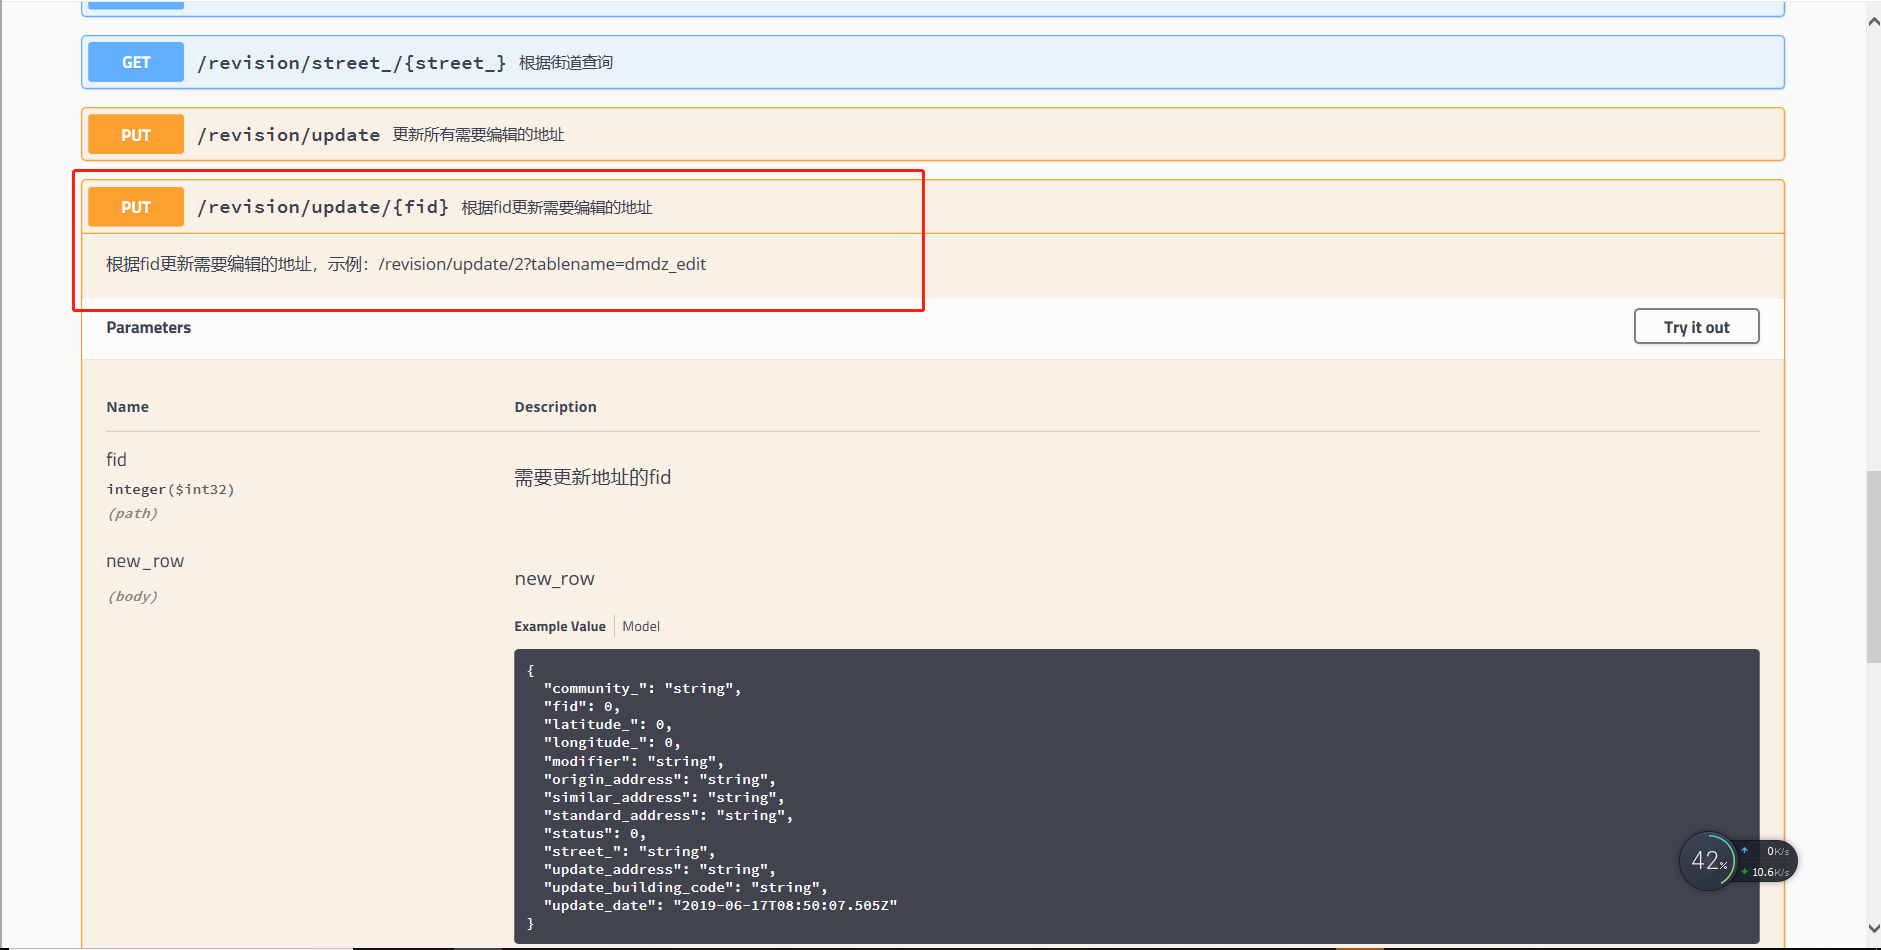 GET /revision/street_/{street_} 根据街道查询
PUT /revision/update 更新所有需要编辑的地址
PUT /revision/update/{fid} 根据fid更新需要编辑的地址
根据fid更新需要编辑的地址，示例：/revision/update/2?tablename=dmdz_edit
Parameters
Try it out
Name
Description
fid
integer($int32)
(path)
需要更新地址的fid
new_row
(body)
new_row
Example Value
Model
{
"community_": "string",
"fid": 0,
"latitude_": 0,
"longitude_": 0,
"modifier": "string",
"origin_address": "string",
"similar_address": "string",
"standard_address": "string",
"status": 0,
"street_": "string",
"update_address": "string",
"update_building_code": "string",
"update_date": "2019-06-17T08:50:07.505Z"
}
42%
0K/s
10.6K/s